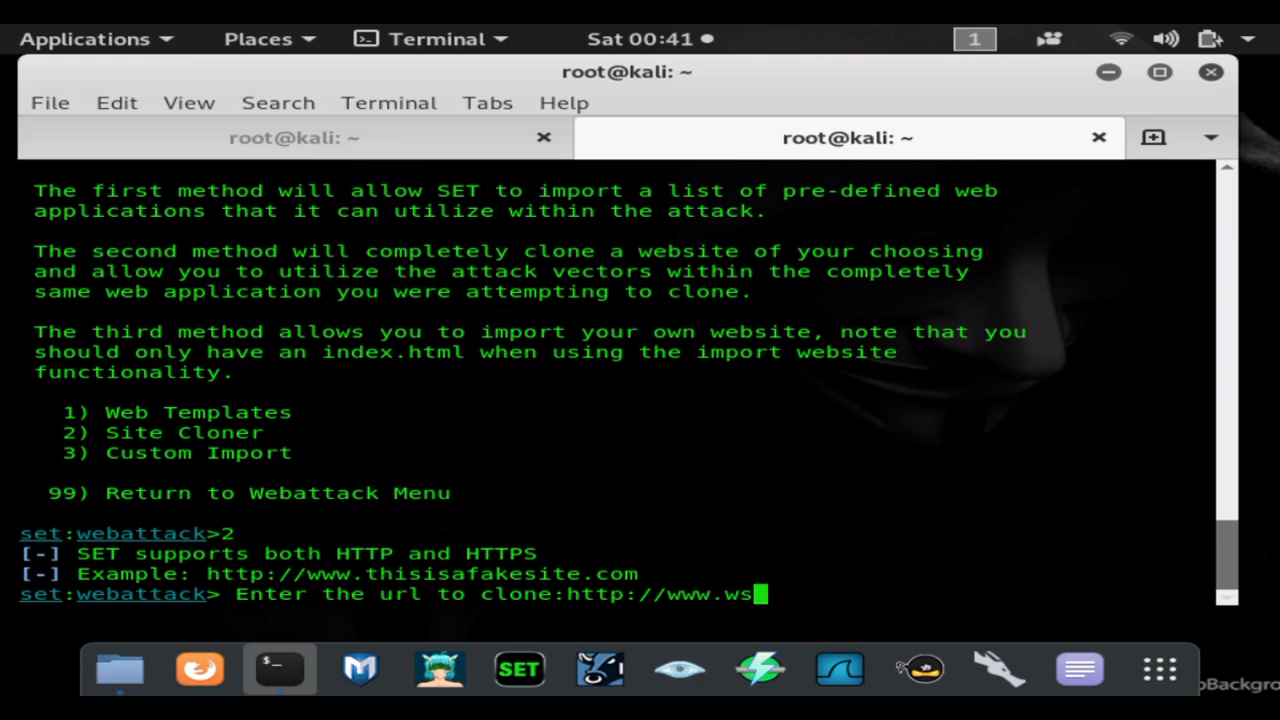 Applications Places Terminal Sat 00:41 1
root@kali: ~
File Edit View Search Terminal Tabs Help
root@kali: ~ root@kali: ~
The first method will allow SET to import a list of pre-defined web
applications that it can utilize within the attack.
The second method will completely clone a website of your choosing
and allow you to utilize the attack vectors within the completely
same web application you were attempting to clone.
The third method allows you to import your own website, note that you
should only have an index.html when using the import website
functionality.
1) Web Templates
2) Site Cloner
3) Custom Import
99) Return to Webattack Menu
set:webattack>2
[-] SET supports both HTTP and HTTPS
[-] Example: http://www.thisisafakesite.com
set:webattack> Enter the url to clone:http://www.ws
$_ SET